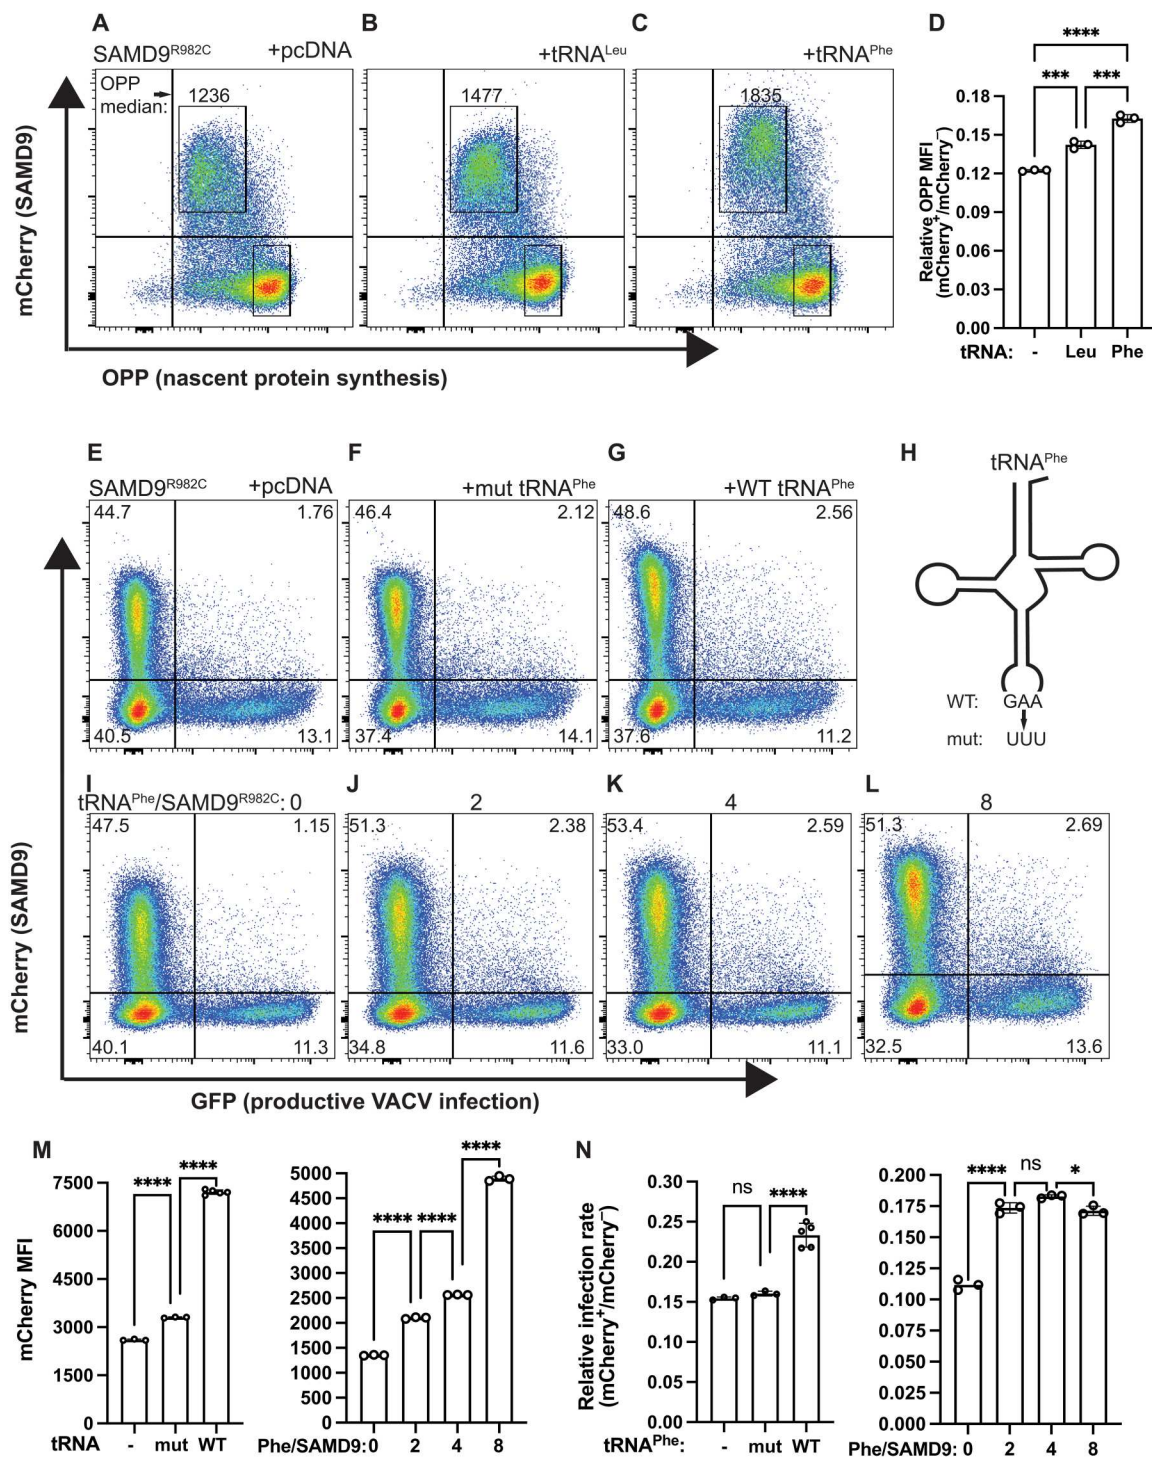 A
B
C
D
SAMD9R982C +pcDNA
+tRNALeu
+tRNAPhe
OPP median:
1236
1477
1835
mCherry (SAMD9)
OPP (nascent protein synthesis)
****
*** ***
0.18
0.15
0.12
0.09
0.06
0.03
0.00
Relative OPP MFI
(mCherry+/mCherry−)
tRNA: - Leu Phe
E
F
G
H
SAMD9R982C +pcDNA
+mut tRNAPhe
+WT tRNAPhe
44.7 1.76
40.5 13.1
46.4 2.12
37.4 14.1
48.6 2.56
37.6 11.2
tRNAPhe
WT: GAA
mut: UUU
I
J
K
L
tRNAPhe/SAMD9R982C: 0
2
4
8
47.5 1.15
40.1 11.3
51.3 2.38
34.8 11.6
53.4 2.59
33.0 11.1
51.3 2.69
32.5 13.6
mCherry (SAMD9)
GFP (productive VACV infection)
M
mCherry MFI
**** ****
7500
6000
4500
3000
1500
0
tRNA - mut WT
****
**** ****
5000
4500
4000
3500
3000
2500
2000
1500
1000
500
0
Phe/SAMD9: 0 2 4 8
N
Relative infection rate
(mCherry+/mCherry−)
ns ****
0.30
0.25
0.20
0.15
0.10
0.05
0.00
tRNAPhe: - mut WT
**** ns *
0.200
0.175
0.150
0.125
0.100
0.075
0.050
0.025
0.000
Phe/SAMD9: 0 2 4 8